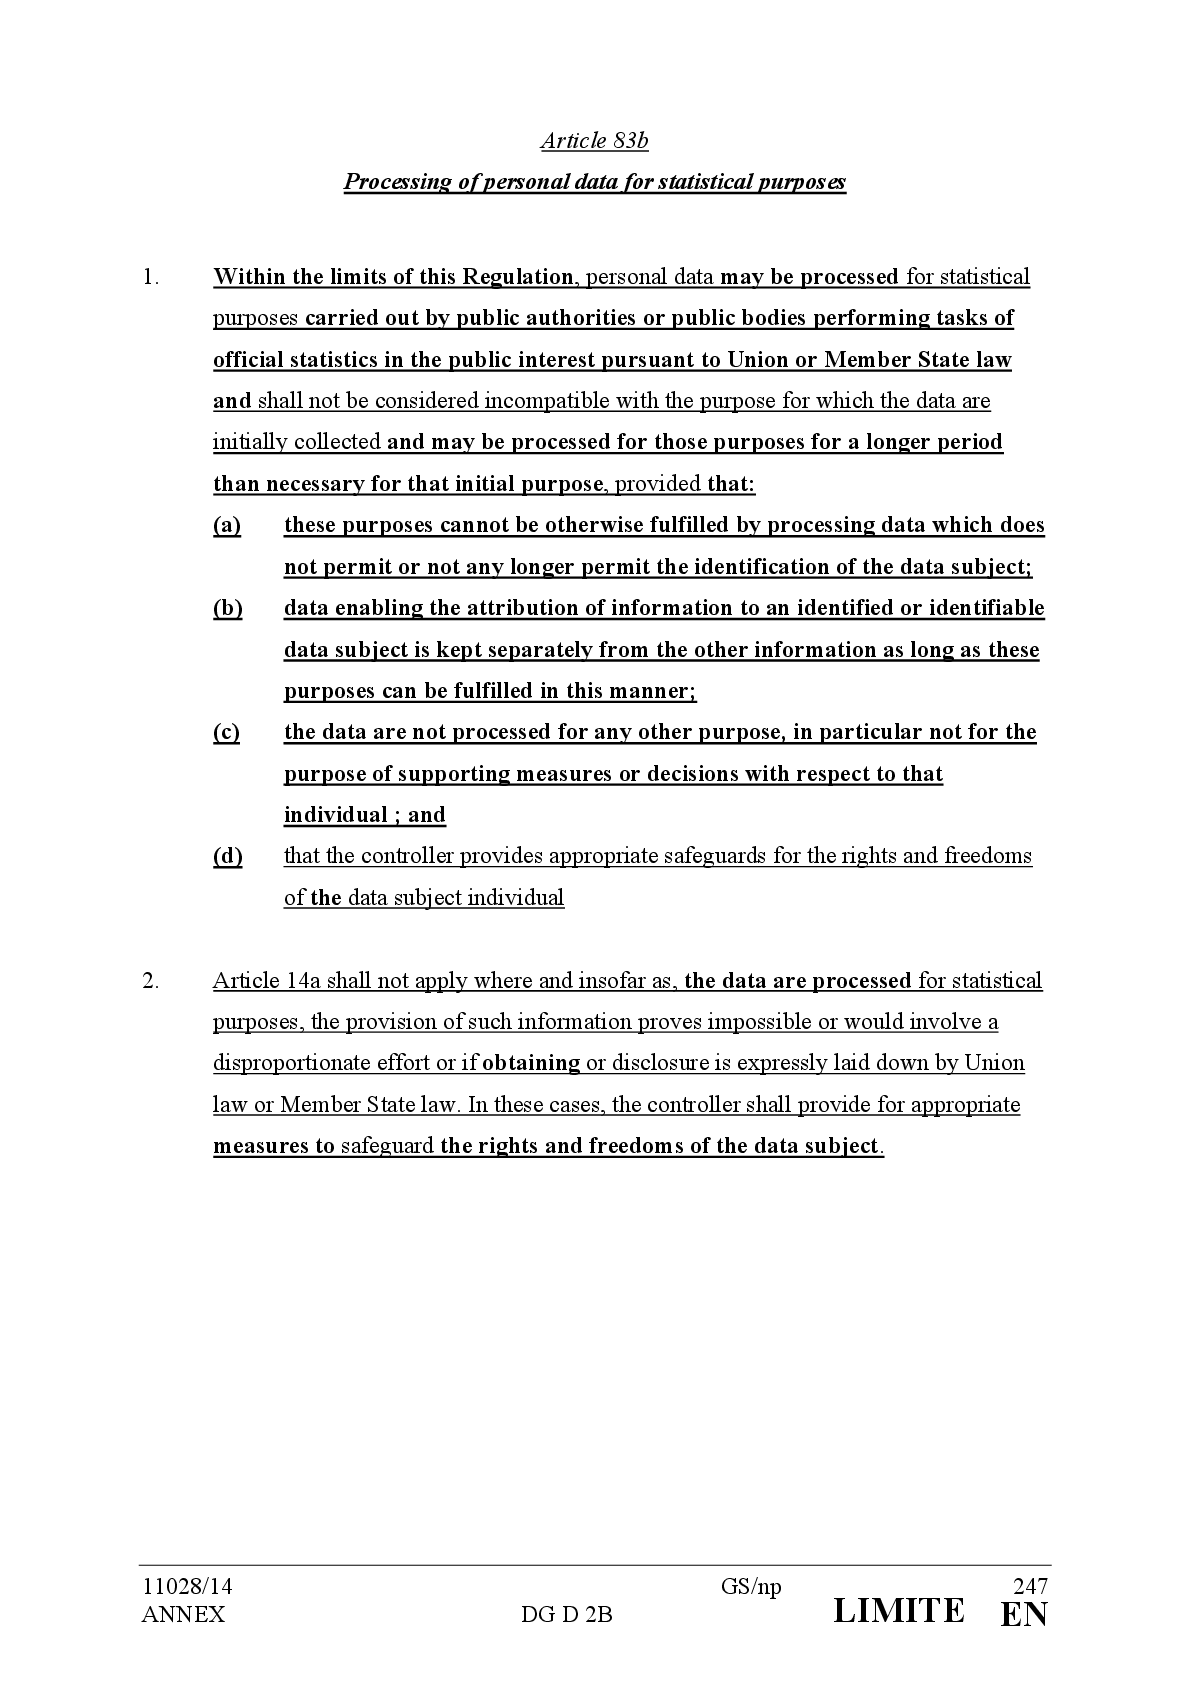 Article 83b
Processing of personal data for statistical purposes
1. Within the limits of this Regulation, personal data may be processed for statistical
purposes carried out by public authorities or public bodies performing tasks of
official statistics in the public interest pursuant to Union or Member State law
and shall not be considered incompatible with the purpose for which the data are
initially collected and may be processed for those purposes for a longer period
than necessary for that initial purpose, provided that:
(a) these purposes cannot be otherwise fulfilled by processing data which does
not permit or not any longer permit the identification of the data subject;
(b) data enabling the attribution of information to an identified or identifiable
data subject is kept separately from the other information as long as these
purposes can be fulfilled in this manner;
(c) the data are not processed for any other purpose, in particular not for the
purpose of supporting measures or decisions with respect to that
individual ; and
(d) that the controller provides appropriate safeguards for the rights and freedoms
of the data subject individual
2. Article 14a shall not apply where and insofar as, the data are processed for statistical
purposes, the provision of such information proves impossible or would involve a
disproportionate effort or if obtaining or disclosure is expressly laid down by Union
law or Member State law. In these cases, the controller shall provide for appropriate
measures to safeguard the rights and freedoms of the data subject.
11028/14 GS/np 247
ANNEX DG D 2B LIMITE EN